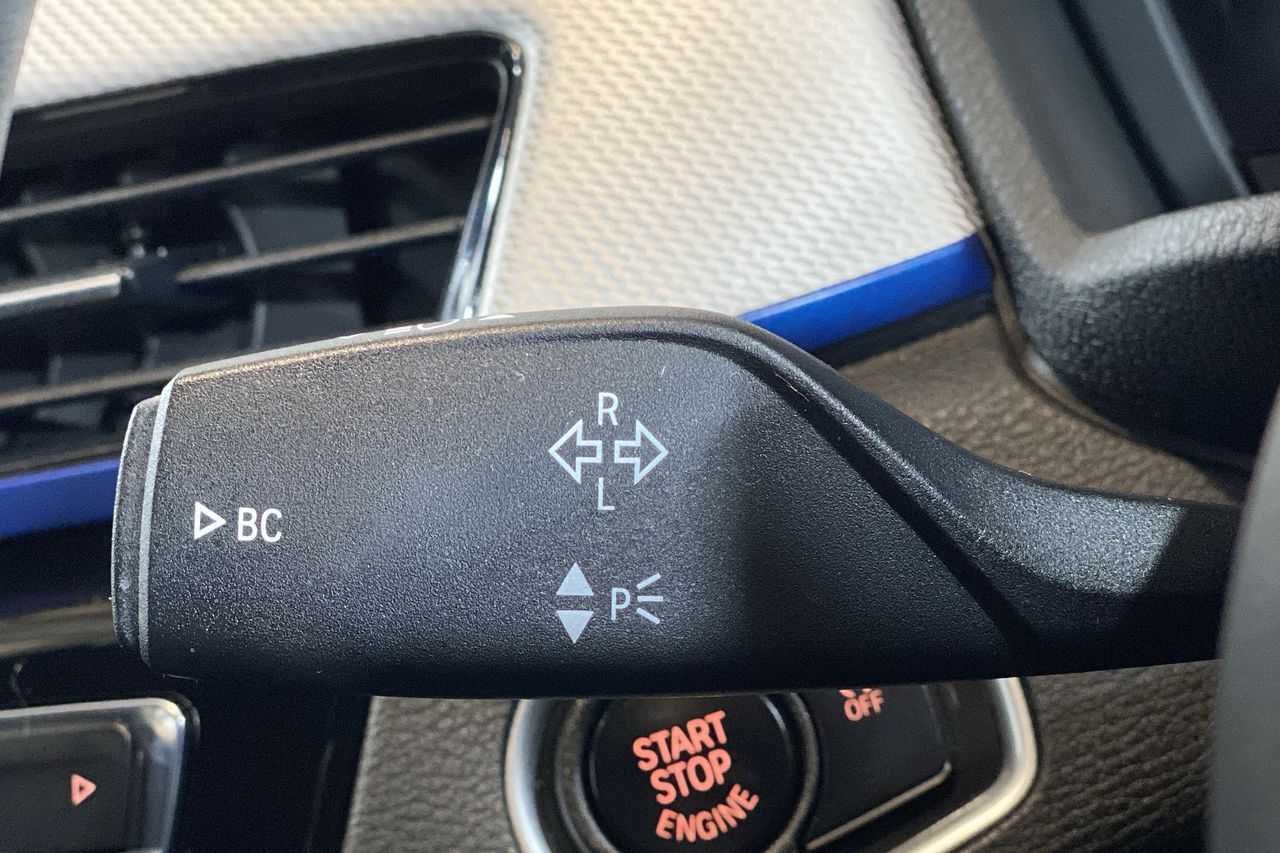 R
L
BC
P
OFF
START
STOP
ENGINE